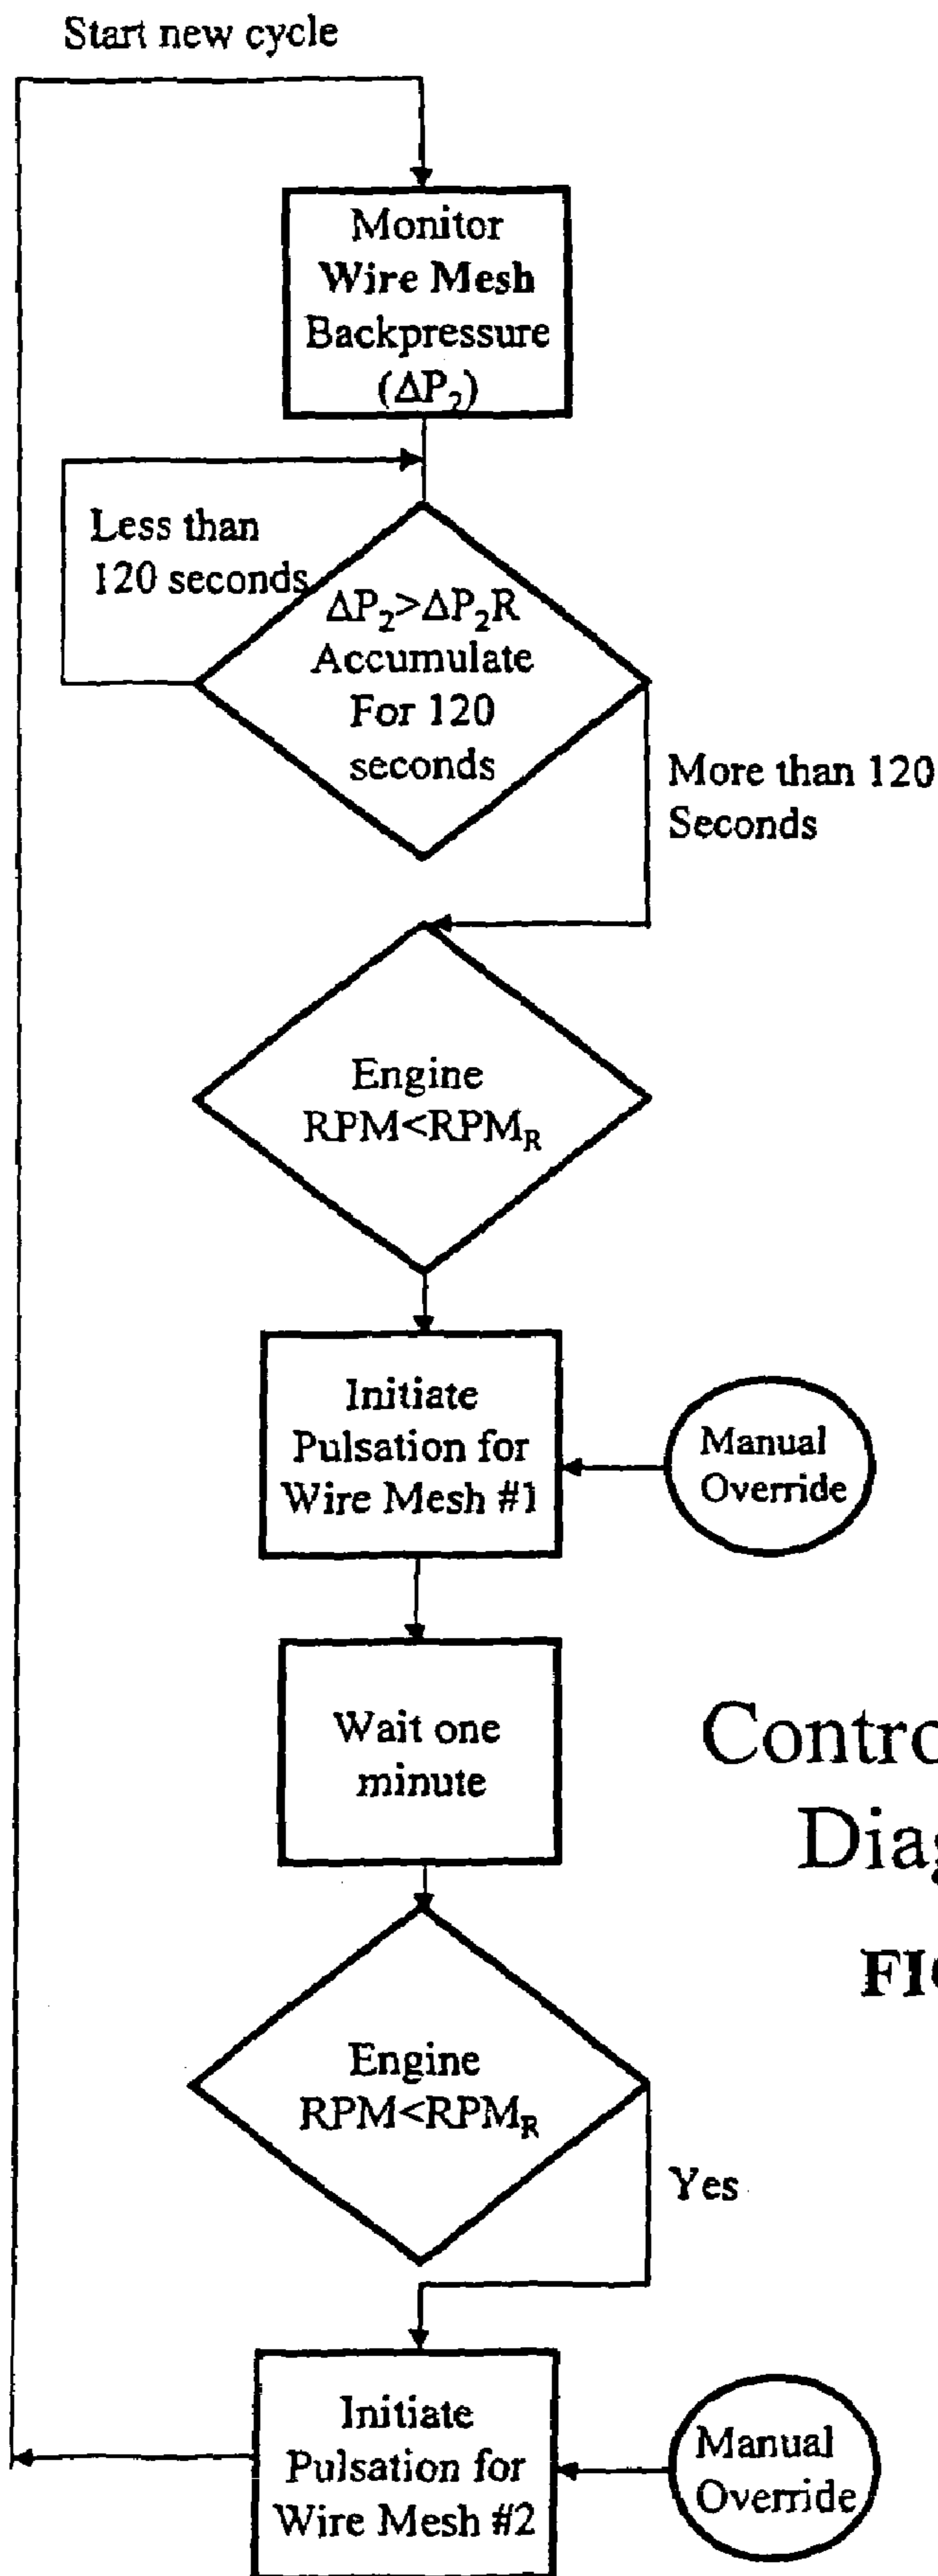 Start new cycle
Monitor
Wire Mesh
Backpressure
(ΔP₂)
Less than
120 seconds
ΔP₂>ΔP₂R
Accumulate
For 120
seconds
More than 120
Seconds
Engine
RPM<RPM_R
Initiate
Pulsation for
Wire Mesh #1
Manual
Override
Wait one
minute
Engine
RPM<RPM_R
Yes
Initiate
Pulsation for
Wire Mesh #2
Manual
Override